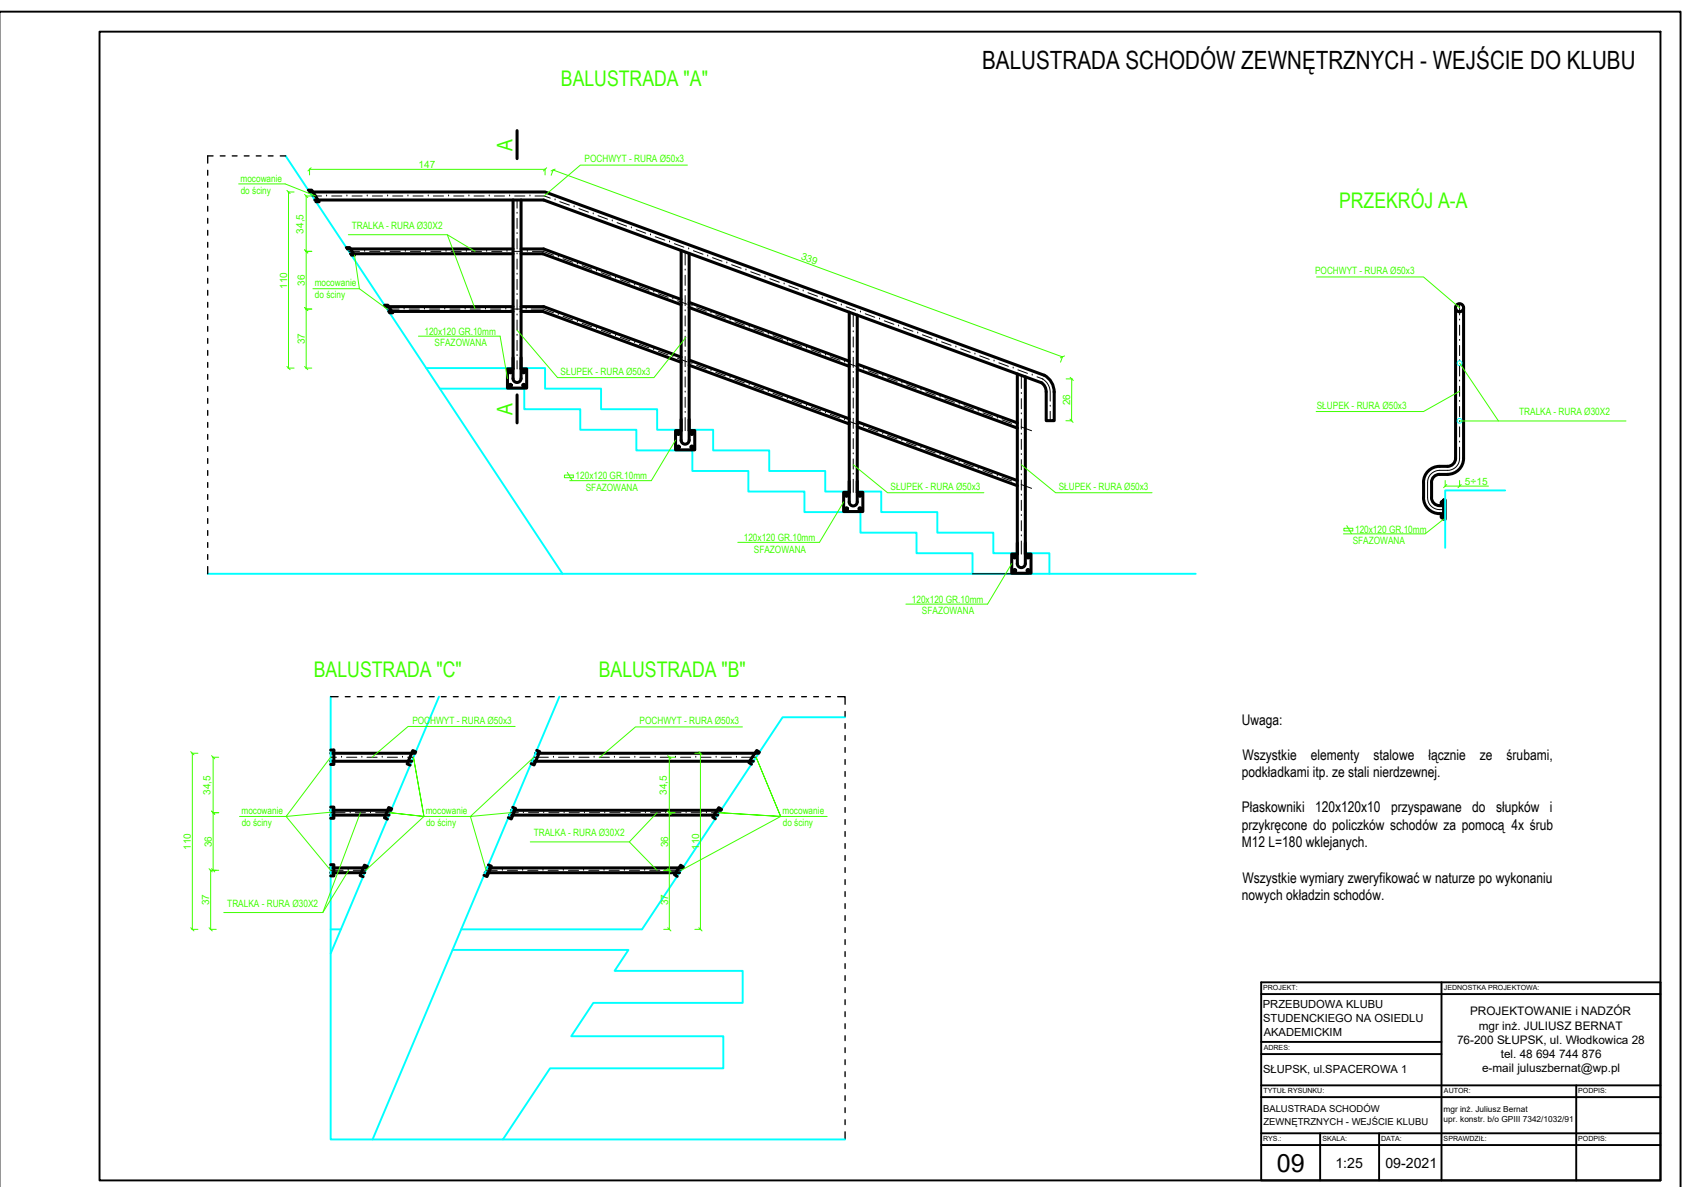 BALUSTRADA SCHODÓW ZEWNĘTRZNYCH - WEJŚCIE DO KLUBU
BALUSTRADA "A"
A
147
POCHWYT - RURA Ø50x3
mocowanie
do ściny
34,5
TRALKA - RURA Ø30X2
339
110
36
mocowanie
do ściny
37
120x120 GR.10mm
SFAZOWANA
SŁUPEK - RURA Ø50x3
A
26
120x120 GR.10mm
SFAZOWANA
SŁUPEK - RURA Ø50x3
SŁUPEK - RURA Ø50x3
120x120 GR.10mm
SFAZOWANA
120x120 GR.10mm
SFAZOWANA
PRZEKRÓJ A-A
POCHWYT - RURA Ø50x3
SŁUPEK - RURA Ø50x3
TRALKA - RURA Ø30X2
5÷15
120x120 GR.10mm
SFAZOWANA
BALUSTRADA "C"
POCHWYT - RURA Ø50x3
34,5
mocowanie
do ściny
mocowanie
do ściny
110
36
37
TRALKA - RURA Ø30X2
BALUSTRADA "B"
POCHWYT - RURA Ø50x3
34,5
mocowanie
do ściny
TRALKA - RURA Ø30X2
36
110
37
Uwaga:
Wszystkie elementy stalowe łącznie ze śrubami,
podkładkami itp. ze stali nierdzewnej.
Płaskowniki 120x120x10 przyspawane do słupków i
przykręcone do policzków schodów za pomocą 4x śrub
M12 L=180 wklejanych.
Wszystkie wymiary zweryfikować w naturze po wykonaniu
nowych okładzin schodów.
PROJEKT:
PRZEBUDOWA KLUBU
STUDENCKIEGO NA OSIEDLU
AKADEMICKIM
ADRES:
SŁUPSK, ul.SPACEROWA 1
JEDNOSTKA PROJEKTOWA:
PROJEKTOWANIE i NADZÓR
mgr inż. JULIUSZ BERNAT
76-200 SŁUPSK, ul. Włodkowica 28
tel. 48 694 744 876
e-mail juluszbernat@wp.pl
TYTUŁ RYSUNKU:
BALUSTRADA SCHODÓW
ZEWNĘTRZNYCH - WEJŚCIE KLUBU
AUTOR:
mgr inż. Juliusz Bernat
upr. konstr. b/o GPIII 7342/1032/91
PODPIS:
RYS.:
09
SKALA:
1:25
DATA:
09-2021
SPRAWDZIŁ:
PODPIS: